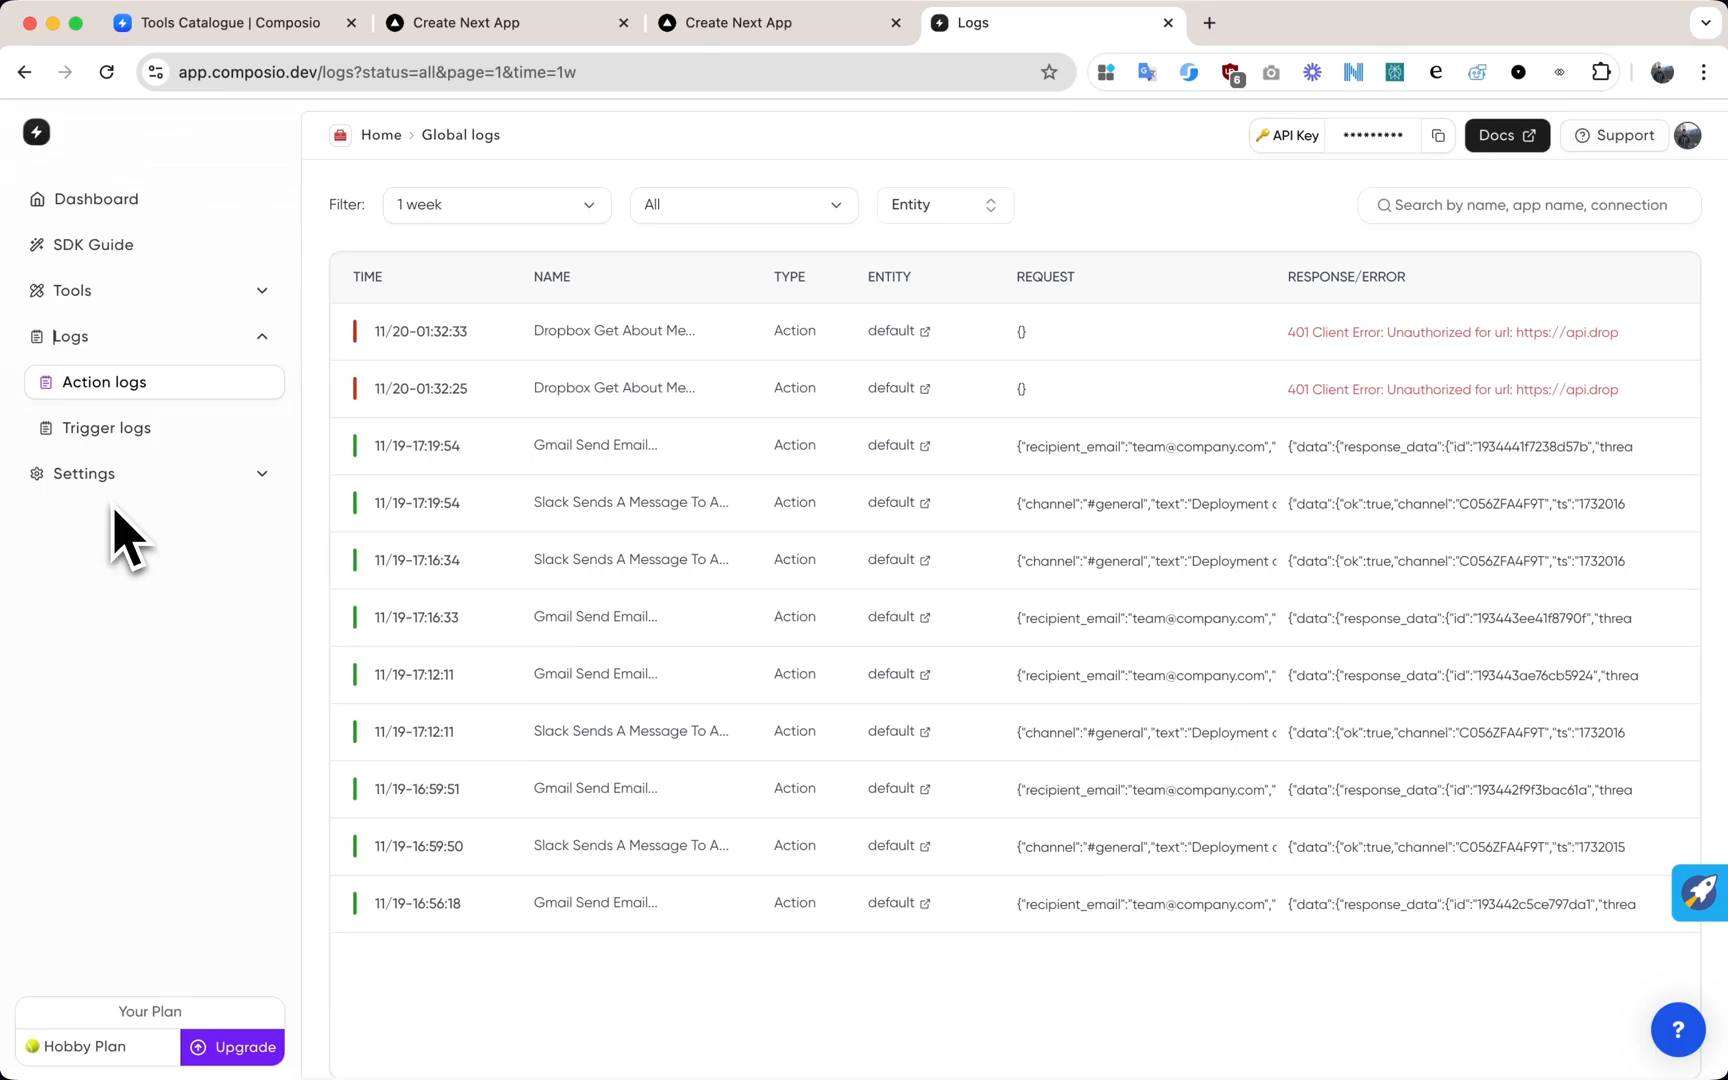 Tools Catalogue | Composio
Create Next App
Create Next App
Logs
app.composio.dev/logs?status=all&page=1&time=1w
6
Home > Global logs
🔑 API Key
*********
Docs
Support
Dashboard
SDK Guide
Tools
Logs
Action logs
Trigger logs
Settings
Filter:
1 week
All
Entity
Search by name, app name, connection
TIME NAME TYPE ENTITY REQUEST RESPONSE/ERROR
11/20-01:32:33 Dropbox Get About Me... Action default {} 401 Client Error: Unauthorized for url: https://api.drop
11/20-01:32:25 Dropbox Get About Me... Action default {} 401 Client Error: Unauthorized for url: https://api.drop
11/19-17:19:54 Gmail Send Email... Action default {"recipient_email":"team@company.com"," {"data":{"response_data":{"id":"1934441f7238d57b","threa
11/19-17:19:54 Slack Sends A Message To A... Action default {"channel":"#general","text":"Deployment c {"data":{"ok":true,"channel":"C056ZFA4F9T","ts":"1732016
11/19-17:16:34 Slack Sends A Message To A... Action default {"channel":"#general","text":"Deployment c {"data":{"ok":true,"channel":"C056ZFA4F9T","ts":"1732016
11/19-17:16:33 Gmail Send Email... Action default {"recipient_email":"team@company.com"," {"data":{"response_data":{"id":"193443ee41f8790f","threa
11/19-17:12:11 Gmail Send Email... Action default {"recipient_email":"team@company.com"," {"data":{"response_data":{"id":"193443ae76cb5924","threa
11/19-17:12:11 Slack Sends A Message To A... Action default {"channel":"#general","text":"Deployment c {"data":{"ok":true,"channel":"C056ZFA4F9T","ts":"1732016
11/19-16:59:51 Gmail Send Email... Action default {"recipient_email":"team@company.com"," {"data":{"response_data":{"id":"193442f9f3bac61a","threa
11/19-16:59:50 Slack Sends A Message To A... Action default {"channel":"#general","text":"Deployment c {"data":{"ok":true,"channel":"C056ZFA4F9T","ts":"1732015
11/19-16:56:18 Gmail Send Email... Action default {"recipient_email":"team@company.com"," {"data":{"response_data":{"id":"193442c5ce797da1","threa
Your Plan
Hobby Plan
Upgrade
?